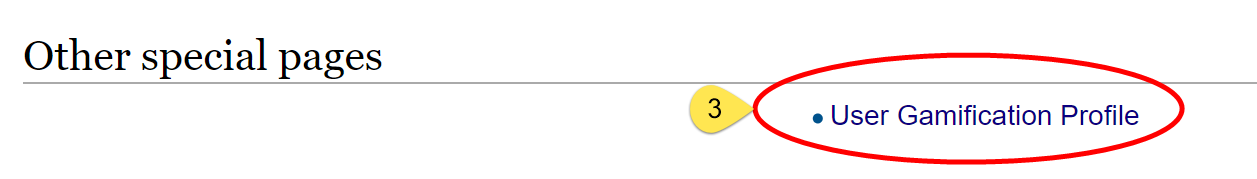 Other special pages
3
User Gamification Profile